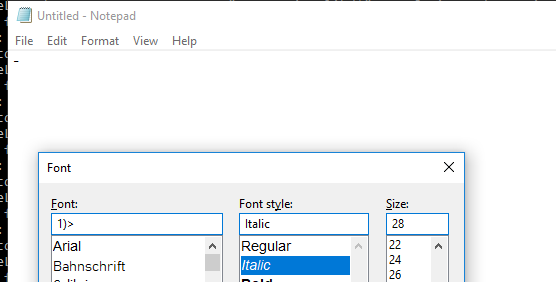 Untitled - Notepad
File Edit Format View Help
-
Font
Font: Font style: Size:
1)> Italic 28
Arial Regular 22
Bahnschrift Italic 24
26